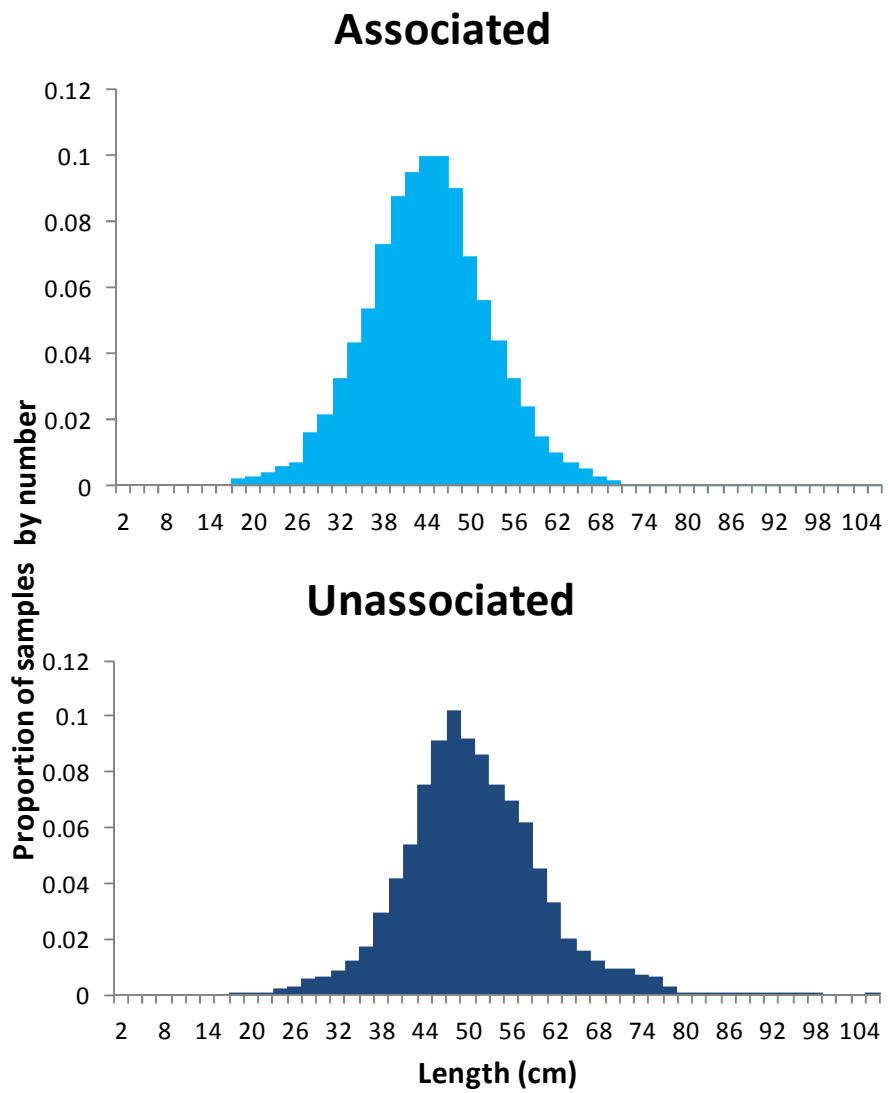 Associated
0.12
0.1
0.08
0.06
0.04
0.02
0
2 8 14 20 26 32 38 44 50 56 62 68 74 80 86 92 98 104
Proportion of samples by number
Unassociated
0.12
0.1
0.08
0.06
0.04
0.02
0
2 8 14 20 26 32 38 44 50 56 62 68 74 80 86 92 98 104
Length (cm)